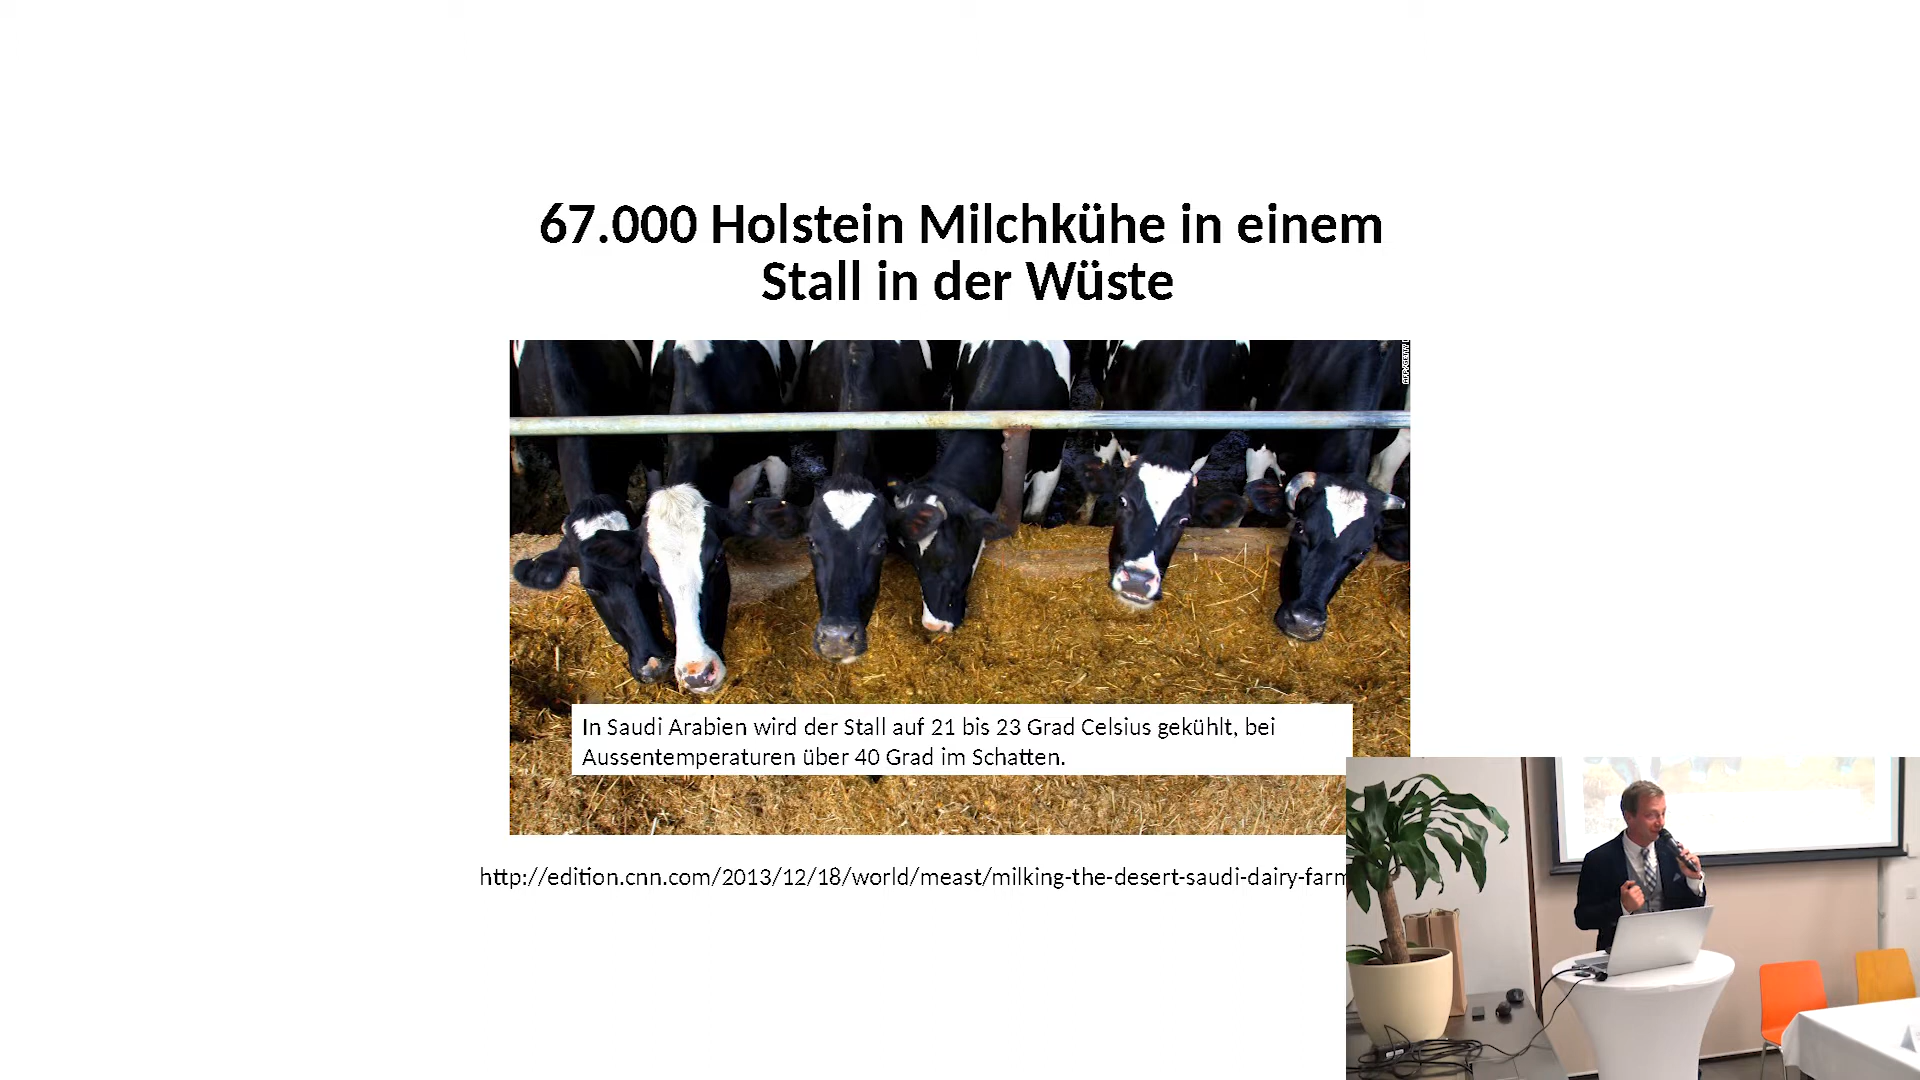 67.000 Holstein Milchkühe in einem
Stall in der Wüste
In Saudi Arabien wird der Stall auf 21 bis 23 Grad Celsius gekühlt, bei
Aussentemperaturen über 40 Grad im Schatten.
http://edition.cnn.com/2013/12/18/world/meast/milking-the-desert-saudi-dairy-farm